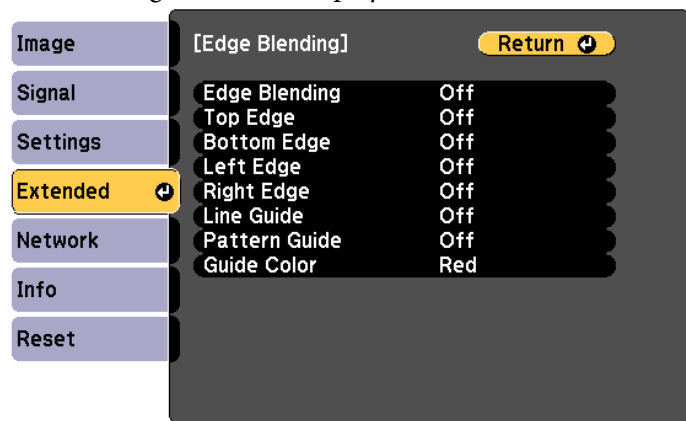 Image
Signal
Settings
Extended
Network
Info
Reset
[Edge Blending] Return
Edge Blending Off
Top Edge Off
Bottom Edge Off
Left Edge Off
Right Edge Off
Line Guide Off
Pattern Guide Off
Guide Color Red